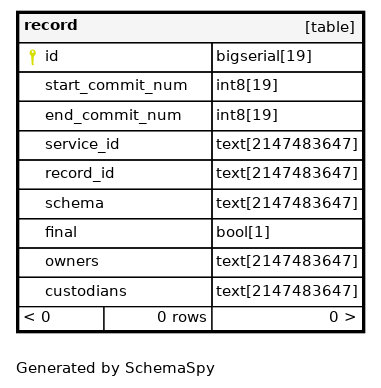 record [table]
id bigserial[19]
start_commit_num int8[19]
end_commit_num int8[19]
service_id text[2147483647]
record_id text[2147483647]
schema text[2147483647]
final bool[1]
owners text[2147483647]
custodians text[2147483647]
< 0 0 rows 0 >
Generated by SchemaSpy